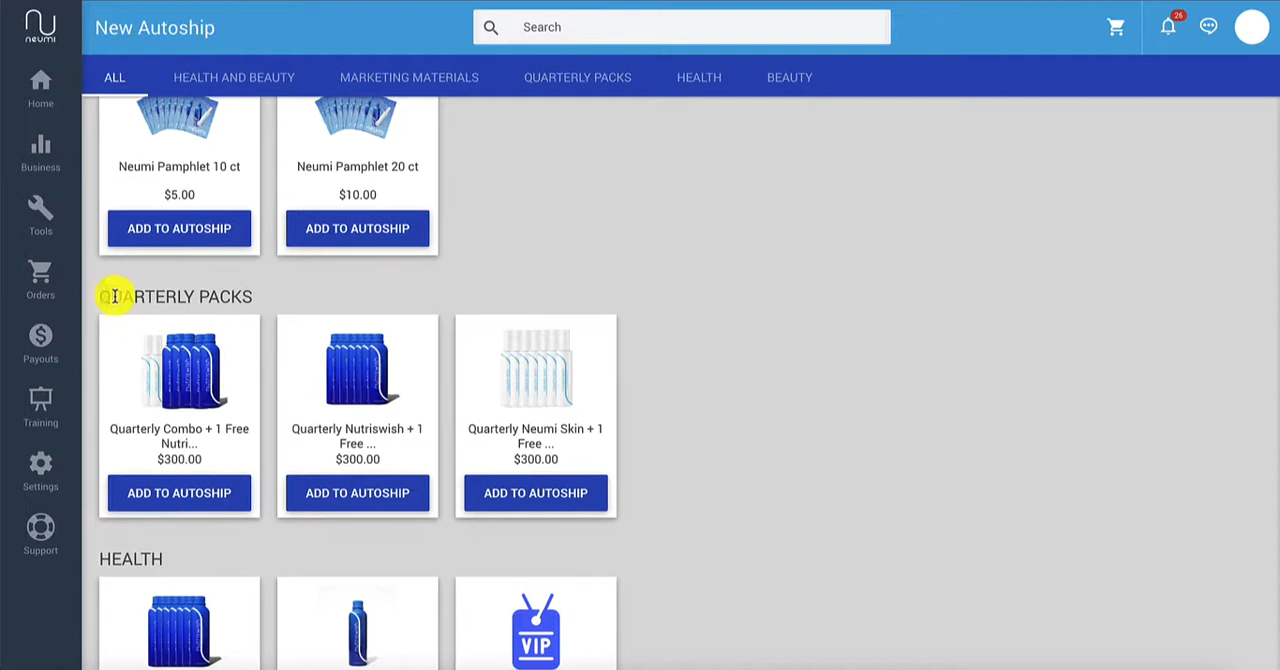 neumi
New Autoship
Search
26
ALL
HEALTH AND BEAUTY
MARKETING MATERIALS
QUARTERLY PACKS
HEALTH
BEAUTY
Home
Business
Tools
Orders
Payouts
Training
Settings
Support
Neumi Pamphlet 10 ct
$5.00
ADD TO AUTOSHIP
Neumi Pamphlet 20 ct
$10.00
ADD TO AUTOSHIP
QUARTERLY PACKS
Quarterly Combo + 1 Free
Nutri...
$300.00
ADD TO AUTOSHIP
Quarterly Nutriswish + 1
Free ...
$300.00
ADD TO AUTOSHIP
Quarterly Neumi Skin + 1
Free ...
$300.00
ADD TO AUTOSHIP
HEALTH
VIP